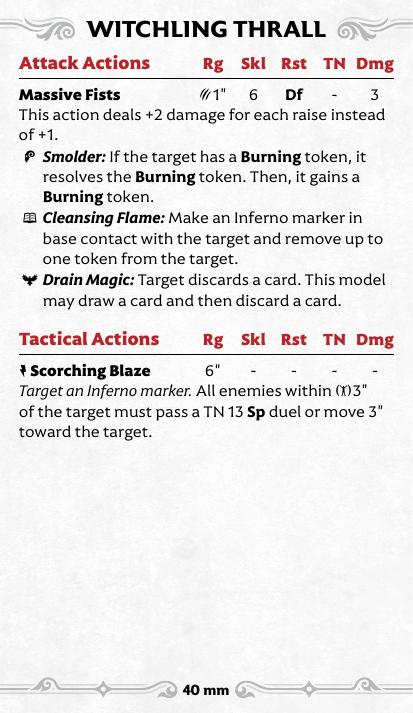 WITCHLING THRALL
Attack Actions Rg Skl Rst TN Dmg
Massive Fists 1" 6 Df - 3
This action deals +2 damage for each raise instead
of +1.
Smolder: If the target has a Burning token, it
resolves the Burning token. Then, it gains a
Burning token.
Cleansing Flame: Make an Inferno marker in
base contact with the target and remove up to
one token from the target.
Drain Magic: Target discards a card. This model
may draw a card and then discard a card.
Tactical Actions Rg Skl Rst TN Dmg
Scorching Blaze 6" - - - -
Target an Inferno marker. All enemies within 3"
of the target must pass a TN 13 Sp duel or move 3"
toward the target.
40 mm